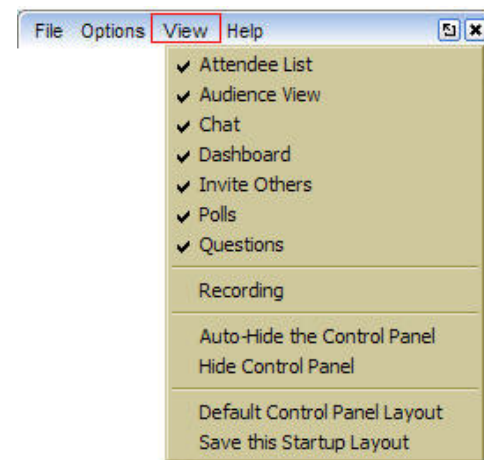 File Options View Help
Attendee List
Audience View
Chat
Dashboard
Invite Others
Polls
Questions
Recording
Auto-Hide the Control Panel
Hide Control Panel
Default Control Panel Layout
Save this Startup Layout